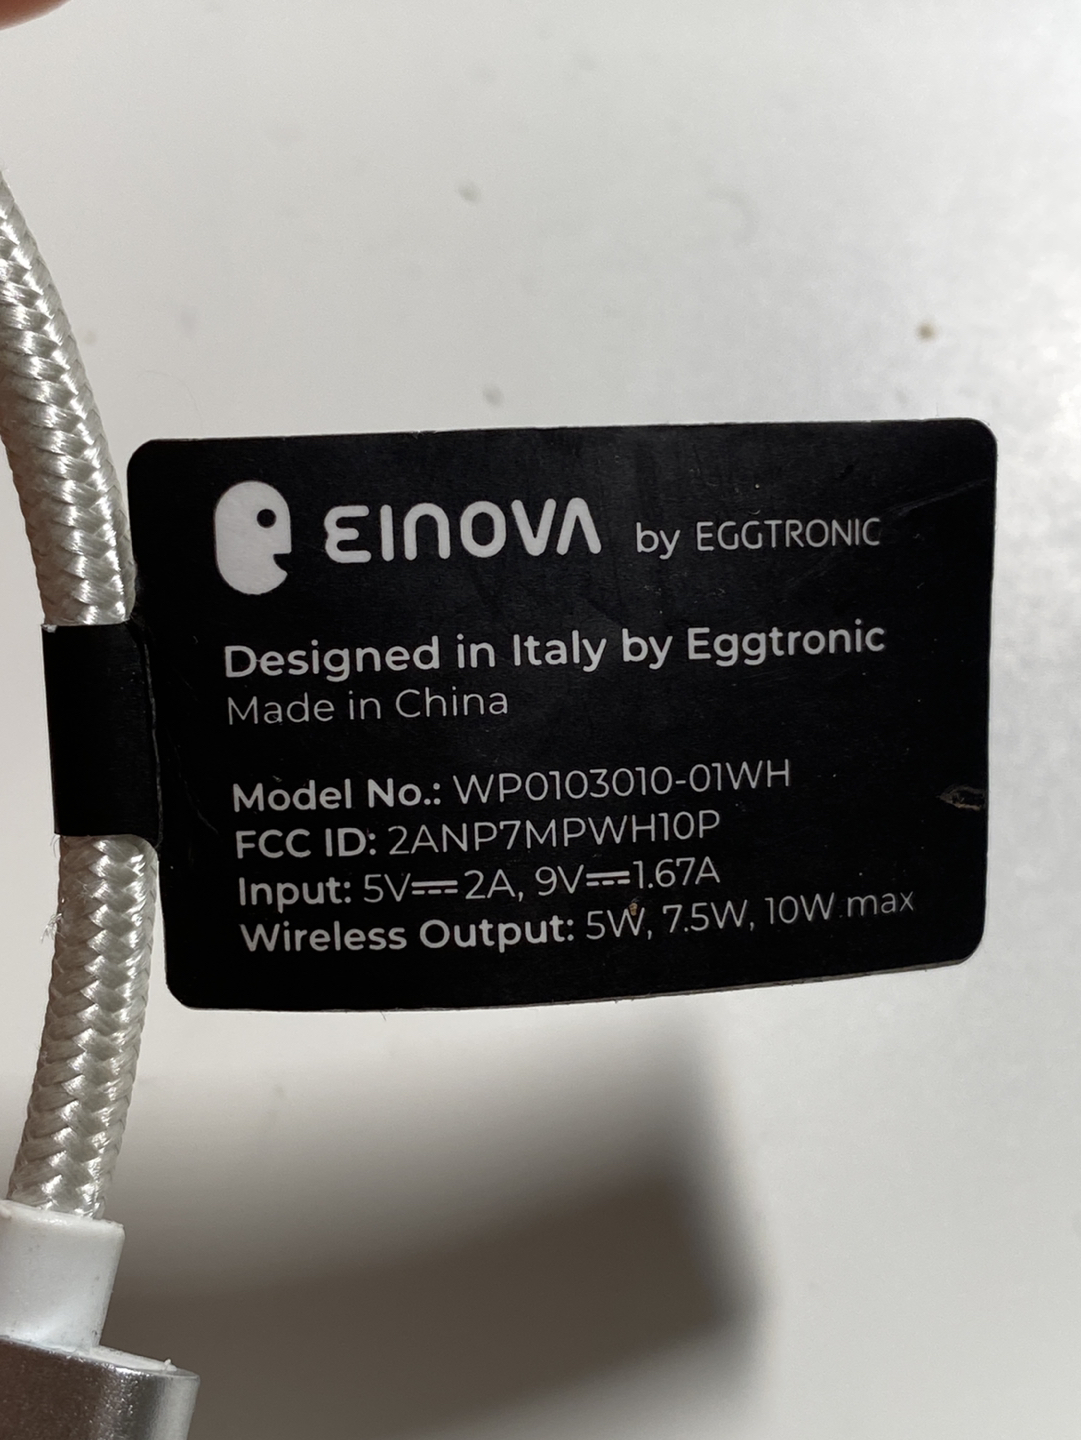 EINOVA by EGGTRONIC
Designed in Italy by Eggtronic
Made in China
Model No.: WP0103010-01WH
FCC ID: 2ANP7MPWH10P
Input: 5V⎓2A, 9V⎓1.67A
Wireless Output: 5W, 7.5W, 10W max